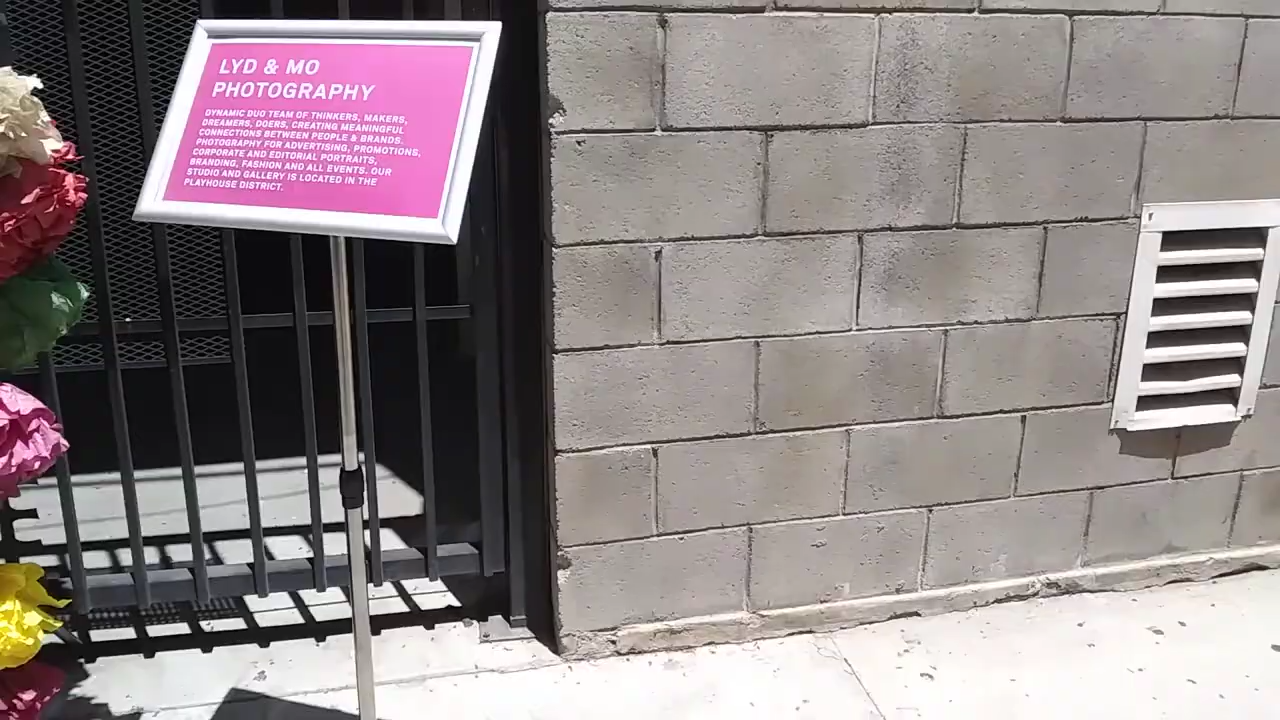 LYD & MO
PHOTOGRAPHY
DYNAMIC DUO TEAM OF THINKERS, MAKERS,
DREAMERS, DOERS, CREATING MEANINGFUL
CONNECTIONS BETWEEN PEOPLE & BRANDS.
PHOTOGRAPHY FOR ADVERTISING, PROMOTIONS,
CORPORATE AND EDITORIAL PORTRAITS,
BRANDING, FASHION AND ALL EVENTS. OUR
STUDIO AND GALLERY IS LOCATED IN THE
PLAYHOUSE DISTRICT.